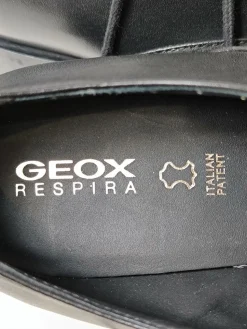 GEOX
RESPIRA
ITALIAN
PATENT